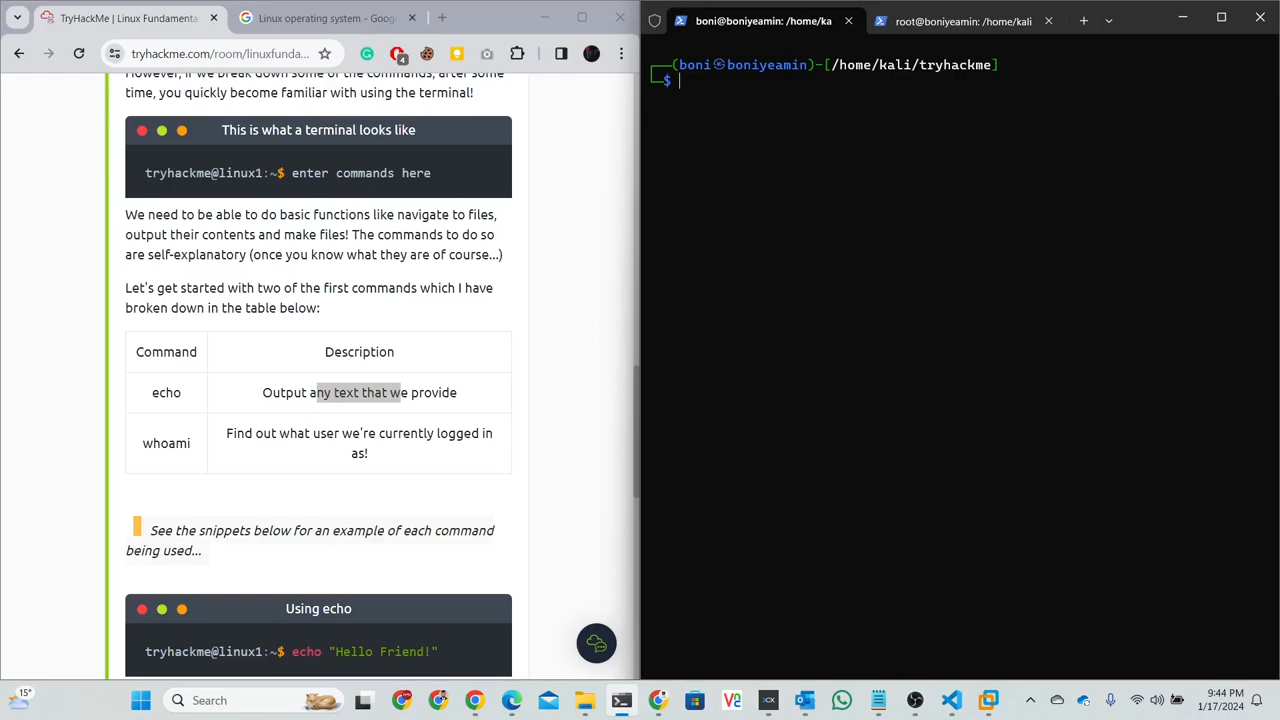 TryHackMe | Linux Fundamenta
Linux operating system - Goog
tryhackme.com/room/linuxfunda...
4
However, if we break down some of the commands, after some
time, you quickly become familiar with using the terminal!
This is what a terminal looks like
tryhackme@linux1:~$ enter commands here
We need to be able to do basic functions like navigate to files,
output their contents and make files! The commands to do so
are self-explanatory (once you know what they are of course...)
Let's get started with two of the first commands which I have
broken down in the table below:
Command Description
echo Output any text that we provide
whoami Find out what user we're currently logged in
as!
See the snippets below for an example of each command
being used...
Using echo
tryhackme@linux1:~$ echo "Hello Friend!"
boni@boniyeamin: /home/ka
root@boniyeamin: /home/kali
┌──(boni㉿boniyeamin)-[/home/kali/tryhackme]
└─$
15°
Search
9:44 PM
1/17/2024